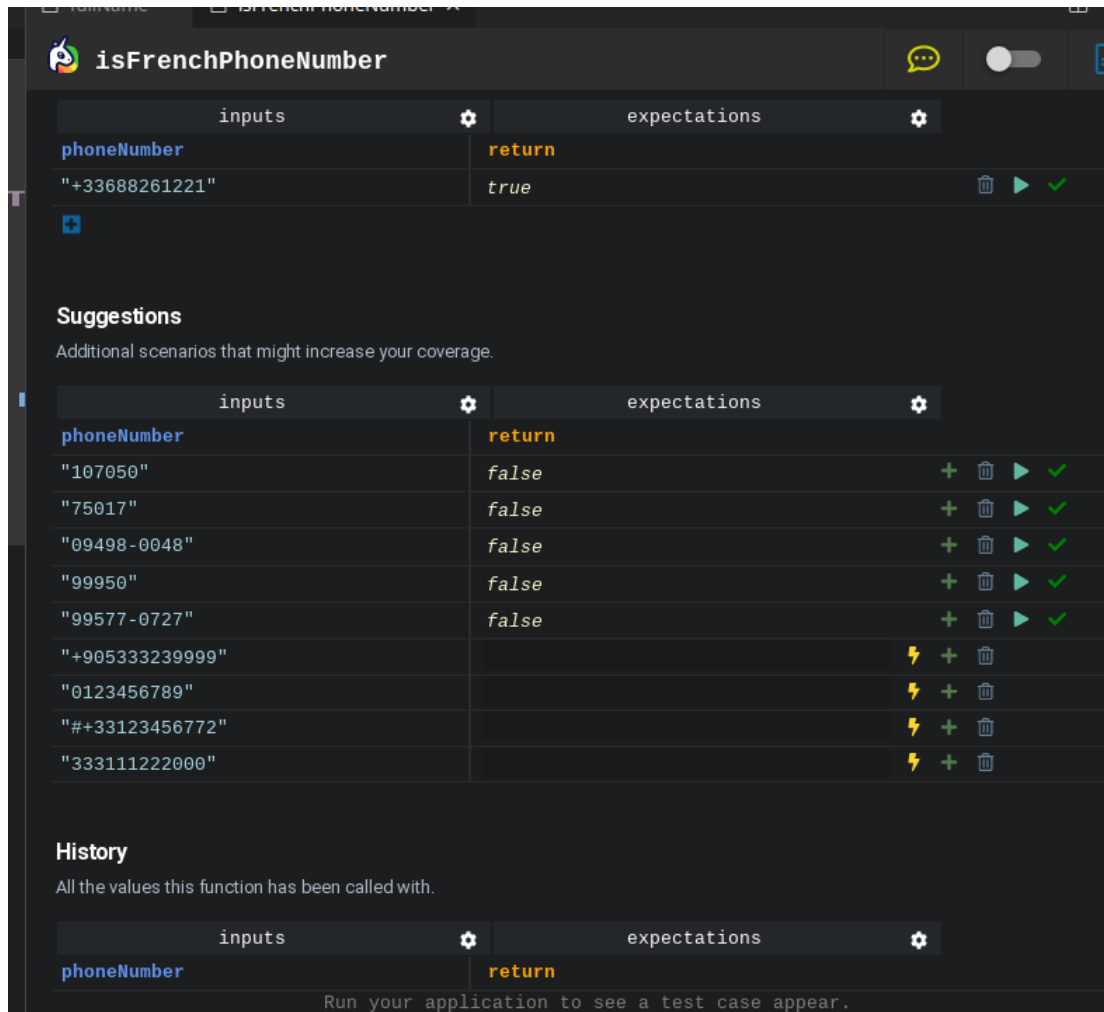 fullName isFrenchPhoneNumber ×
isFrenchPhoneNumber
inputs expectations
phoneNumber return
"+33688261221" true
Suggestions
Additional scenarios that might increase your coverage.
inputs expectations
phoneNumber return
"107050" false
"75017" false
"09498-0048" false
"99950" false
"99577-0727" false
"+905333239999"
"0123456789"
"#+33123456772"
"333111222000"
History
All the values this function has been called with.
inputs expectations
phoneNumber return
Run your application to see a test case appear.